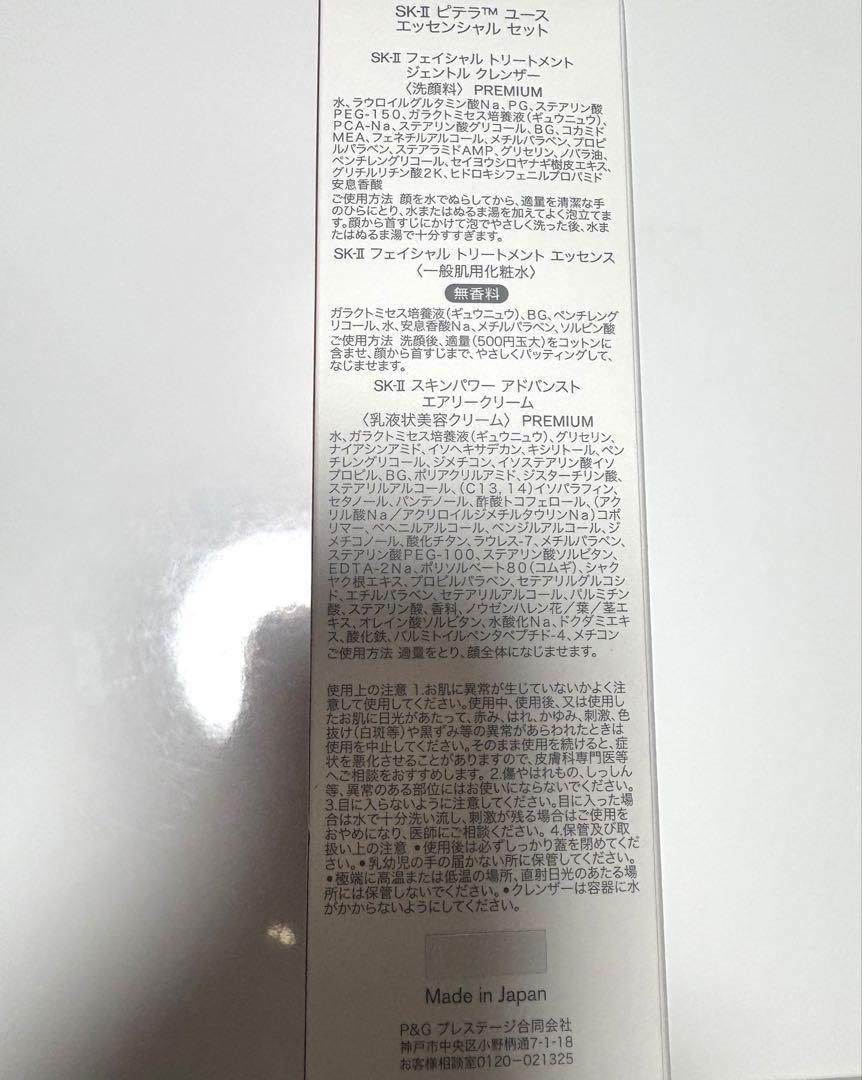 SK-Ⅱ ピテラ™ ユース
エッセンシャル セット
SK-Ⅱ フェイシャル トリートメント
ジェントル クレンザー
〈洗顔料〉 PREMIUM
水、ラウロイルグルタミン酸Na、PG、ステアリン酸
PEG-150、ガラクトミセス培養液(ギュウニュウ)、
PCA-Na、ステアリン酸グリコール、BG、コカミド
MEA、フェネチルアルコール、メチルパラベン、プロピ
ルパラベン、ステアラミドAMP、グリセリン、ノバラ油、
ペンチレングリコール、セイヨウシロヤナギ樹皮エキス、
グリチルリチン酸2K、ヒドロキシフェニルプロパミド
安息香酸
ご使用方法 顔を水でぬらしてから、適量を清潔な手
のひらにとり、水またはぬるま湯を加えてよく泡立てま
す。顔から首すじにかけて泡でやさしく洗った後、水ま
たはぬるま湯で十分すすぎます。
SK-Ⅱ フェイシャル トリートメント エッセンス
〈一般肌用化粧水〉
無香料
ガラクトミセス培養液(ギュウニュウ)、BG、ペンチレング
リコール、水、安息香酸Na、メチルパラベン、ソルビン酸
ご使用方法 洗顔後、適量(500円玉大)をコットンに
含ませ、顔から首すじまで、やさしくパッティングして、
なじませます。
SK-Ⅱ スキンパワー アドバンスト
エアリークリーム
〈乳液状美容クリーム〉 PREMIUM
水、ガラクトミセス培養液(ギュウニュウ)、グリセリン、
ナイアシンアミド、イソヘキサデカン、キシリトール、ペン
チレングリコール、ジメチコン、イソステアリン酸イソ
プロピル、BG、ポリアクリルアミド、ジスターチリン酸、
ステアリルアルコール、(C13, 14)イソパラフィン、
セタノール、パンテノール、酢酸トコフェロール、(アク
リル酸Na／アクリロイルジメチルタウリンNa)コポ
リマー、ベヘニルアルコール、ベンジルアルコール、ジ
メチコノール、酸化チタン、ラウレス-7、メチルパラベン、
ステアリン酸PEG-100、ステアリン酸ソルビタン、
EDTA-2Na、ポリソルベート80(コムギ)、シャク
ヤク根エキス、プロピルパラベン、セテアリルグルコシ
ド、エチルパラベン、セテアリルアルコール、パルミチン
酸、ステアリン酸、香料、ノウゼンハレン花／葉／茎エ
キス、オレイン酸ソルビタン、水酸化Na、ドクダミエキ
ス、酸化鉄、パルミトイルペンタペプチド-4、メチコン
ご使用方法 適量をとり、顔全体になじませます。
使用上の注意 1.お肌に異常が生じていないかよく注
意して使用してください。使用中、使用後、又は使用し
たお肌に日光があたって、赤み、はれ、かゆみ、刺激、色
抜け(白斑等)や黒ずみ等の異常があらわれたときは
使用を中止してください。そのまま使用を続けると、症
状を悪化させることがありますので、皮膚科専門医等
へご相談をおすすめします。2.傷やはれもの、しっしん
等、異常のある部位にはお使いにならないでください。
3.目に入らないように注意してください。目に入った場
合は水で十分洗い流し、刺激が残る場合はご使用を
おやめになり、医師にご相談ください。4.保管及び取
扱い上の注意 ●使用後は必ずしっかり蓋を閉めてくだ
さい。●乳幼児の手の届かない所に保管してください。
●極端に高温または低温の場所、直射日光のあたる場
所には保管しないでください。●クレンザーは容器に水
がかからないようにしてください。
Made in Japan
P&G プレステージ合同会社
神戸市中央区小野柄通7-1-18
お客様相談室0120-021325